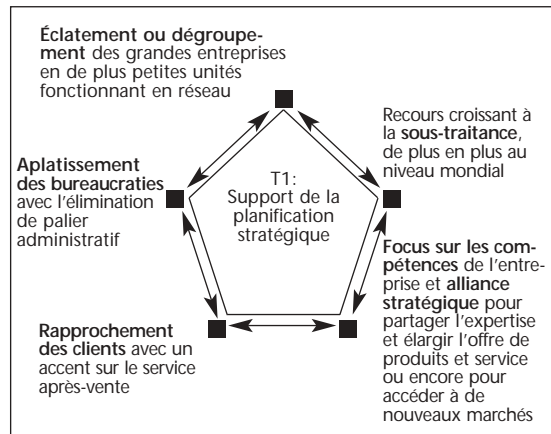 Éclatement ou dégroupe-
ment des grandes entreprises
en de plus petites unités
fonctionnant en réseau
Recours croissant à
la sous-traitance,
de plus en plus au
niveau mondial
T1:
Support de la
planification
stratégique
Aplatissement
des bureaucraties
avec l'élimination
de palier
administratif
Focus sur les com-
pétences de l'entre-
prise et alliance
stratégique pour
partager l'expertise
et élargir l'offre de
produits et service
ou encore pour
accéder à de
nouveaux marchés
Rapprochement
des clients avec un
accent sur le service
après-vente